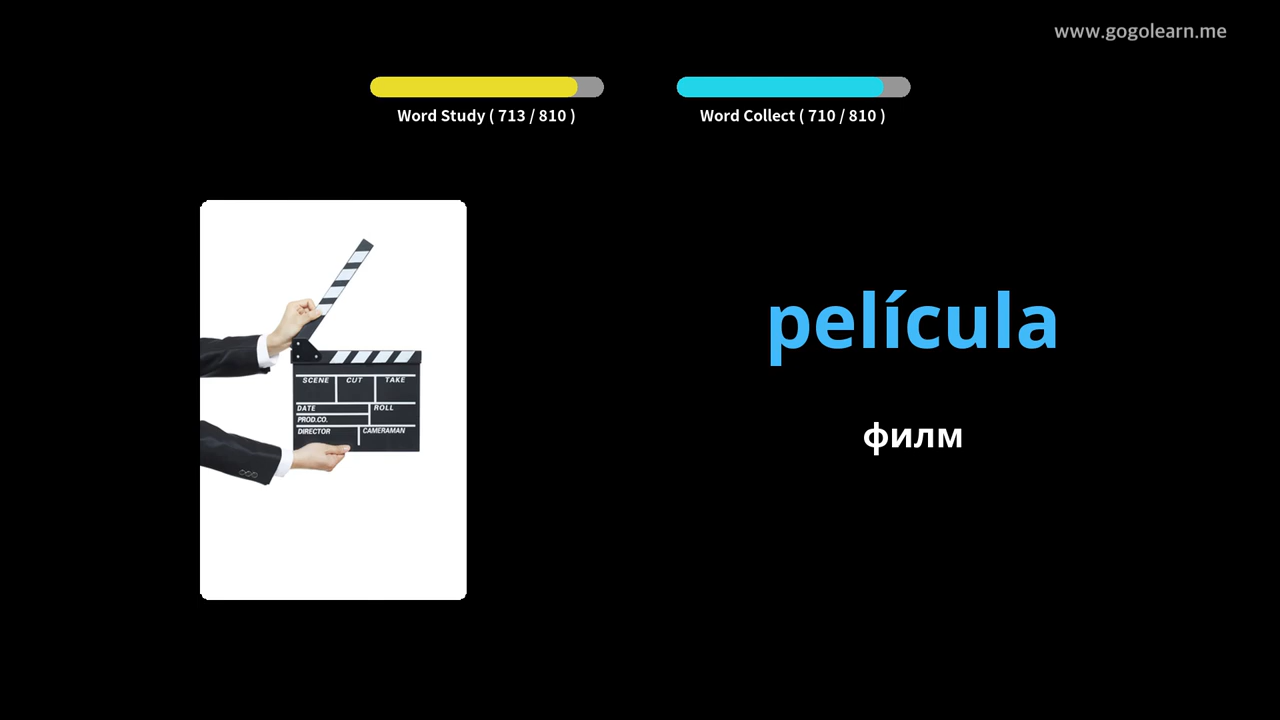 www.gogolearn.me
Word Study ( 713 / 810 )
Word Collect ( 710 / 810 )
película
филм
SCENE CUT TAKE
DATE ROLL
PROD.CO.
DIRECTOR CAMERAMAN